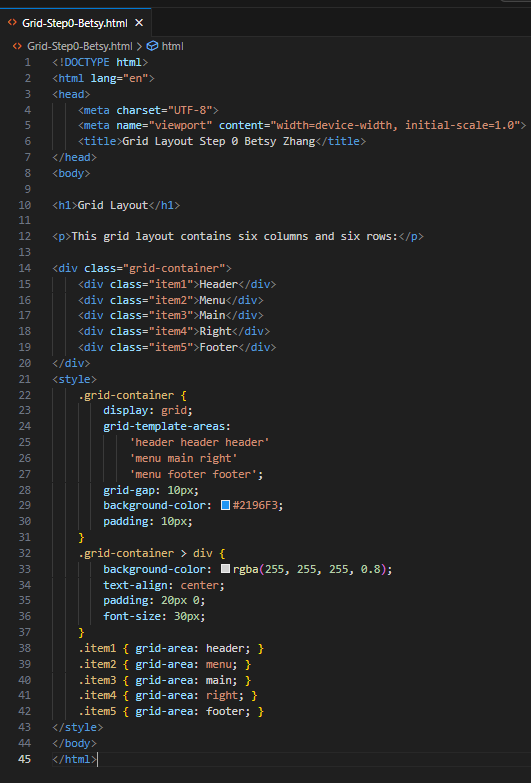 Grid-Step0-Betsy.html ×
Grid-Step0-Betsy.html > html
1 <!DOCTYPE html>
2 <html lang="en">
3 <head>
4     <meta charset="UTF-8">
5     <meta name="viewport" content="width=device-width, initial-scale=1.0">
6     <title>Grid Layout Step 0 Betsy Zhang</title>
7 </head>
8 <body>
9
10 <h1>Grid Layout</h1>
11
12 <p>This grid layout contains six columns and six rows:</p>
13
14 <div class="grid-container">
15     <div class="item1">Header</div>
16     <div class="item2">Menu</div>
17     <div class="item3">Main</div>
18     <div class="item4">Right</div>
19     <div class="item5">Footer</div>
20 </div>
21 <style>
22     .grid-container {
23         display: grid;
24         grid-template-areas:
25             'header header header'
26             'menu main right'
27             'menu footer footer';
28         grid-gap: 10px;
29         background-color: #2196F3;
30         padding: 10px;
31     }
32     .grid-container > div {
33         background-color: rgba(255, 255, 255, 0.8);
34         text-align: center;
35         padding: 20px 0;
36         font-size: 30px;
37     }
38     .item1 { grid-area: header; }
39     .item2 { grid-area: menu; }
40     .item3 { grid-area: main; }
41     .item4 { grid-area: right; }
42     .item5 { grid-area: footer; }
43 </style>
44 </body>
45 </html>